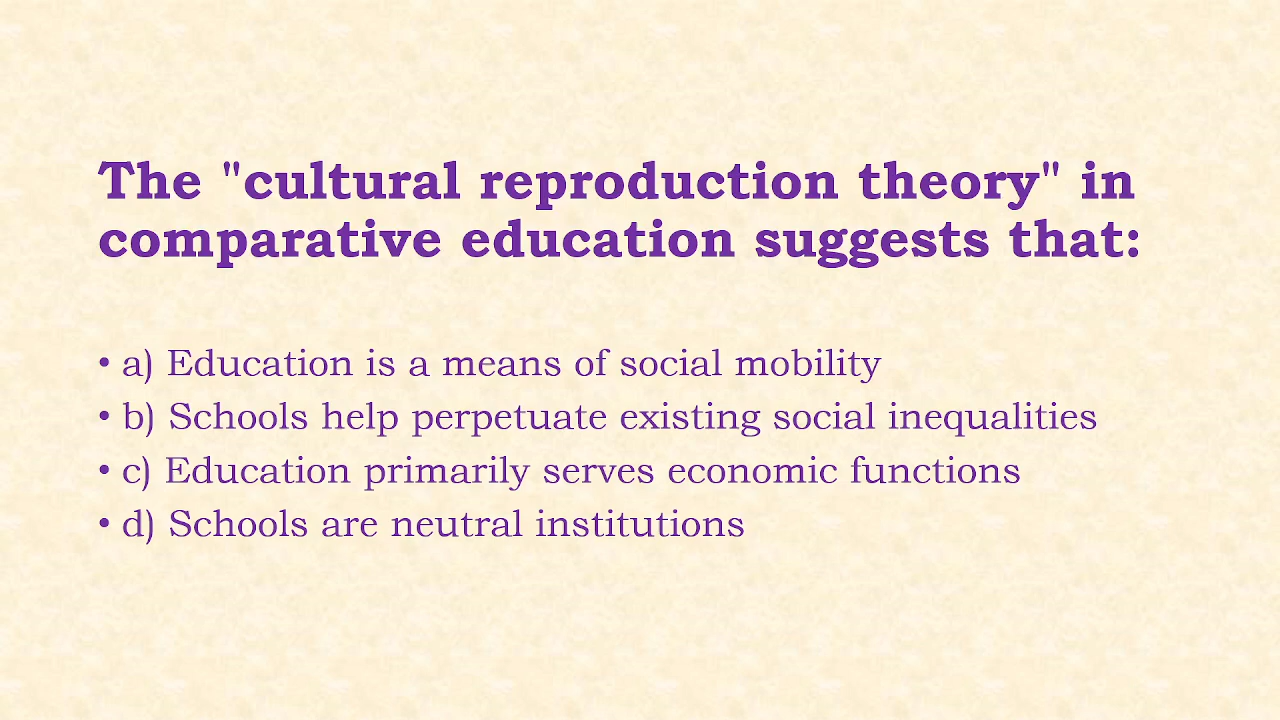 The "cultural reproduction theory" in
comparative education suggests that:
• a) Education is a means of social mobility
• b) Schools help perpetuate existing social inequalities
• c) Education primarily serves economic functions
• d) Schools are neutral institutions